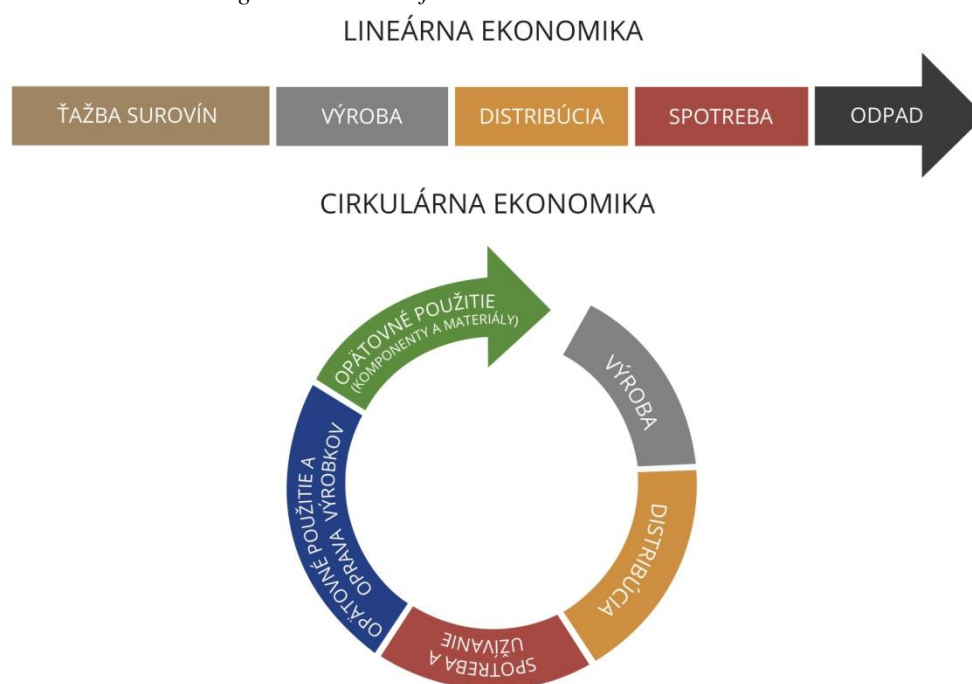 LINEÁRNA EKONOMIKA
ŤAŽBA SUROVÍN
VÝROBA
DISTRIBÚCIA
SPOTREBA
ODPAD
CIRKULÁRNA EKONOMIKA
OPÄTOVNÉ POUŽITIE
(KOMPONENTY A MATERIÁLY)
VÝROBA
DISTRIBÚCIA
SPOTREBA A
UŽÍVANIE
OPÄTOVNÉ POUŽITIE A
OPRAVA VÝROBKOV